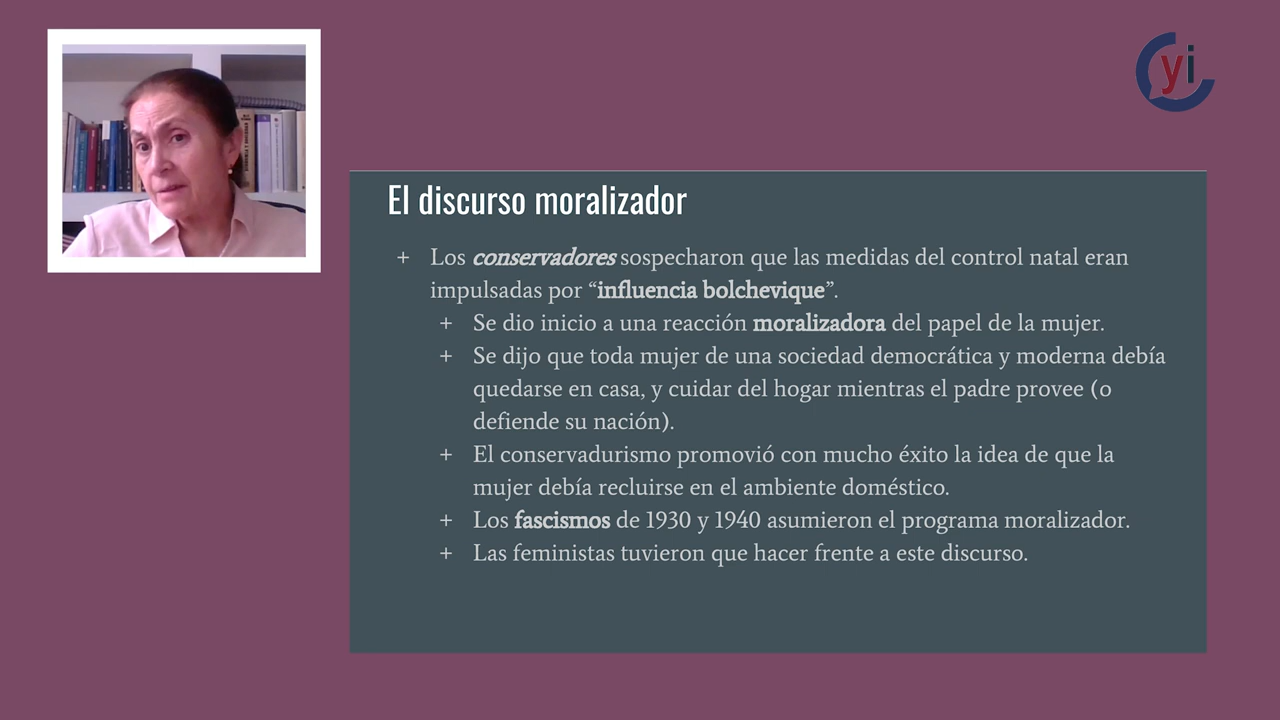 yi
El discurso moralizador
+ Los conservadores sospecharon que las medidas del control natal eran
impulsadas por “influencia bolchevique”.
+ Se dio inicio a una reacción moralizadora del papel de la mujer.
+ Se dijo que toda mujer de una sociedad democrática y moderna debía
quedarse en casa, y cuidar del hogar mientras el padre provee (o
defiende su nación).
+ El conservadurismo promovió con mucho éxito la idea de que la
mujer debía recluirse en el ambiente doméstico.
+ Los fascismos de 1930 y 1940 asumieron el programa moralizador.
+ Las feministas tuvieron que hacer frente a este discurso.